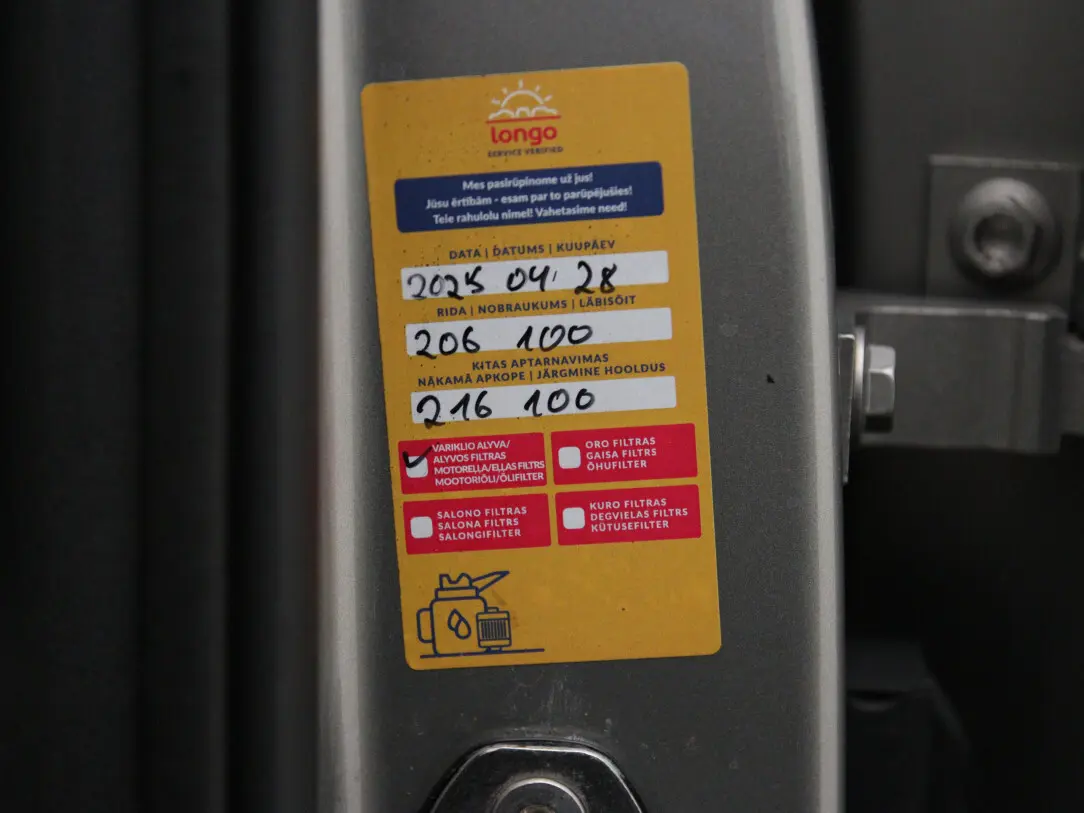 longo
SERVICE VERIFIED
Mes pasirūpinome už jus!
Jūsu ērtībām - esam par to parūpējušies!
Teie rahulolu nimel! Vahetasime need!
DATA | DATUMS | KUUPÄEV
2025 04. 28
RIDA | NOBRAUKUMS | LÄBISÕIT
206 100
KITAS APTARNAVIMAS
NĀKAMĀ APKOPE | JÄRGMINE HOOLDUS
216 100
VARIKLIO ALYVA/
ALYVOS FILTRAS
MOTOREĻĻA/EĻĻAS FILTRS
MOOTORIÕLI/ÕLIFILTER
ORO FILTRAS
GAISA FILTRS
ÕHUFILTER
SALONO FILTRAS
SALONA FILTRS
SALONGIFILTER
KURO FILTRAS
DEGVIELAS FILTRS
KÜTUSEFILTER